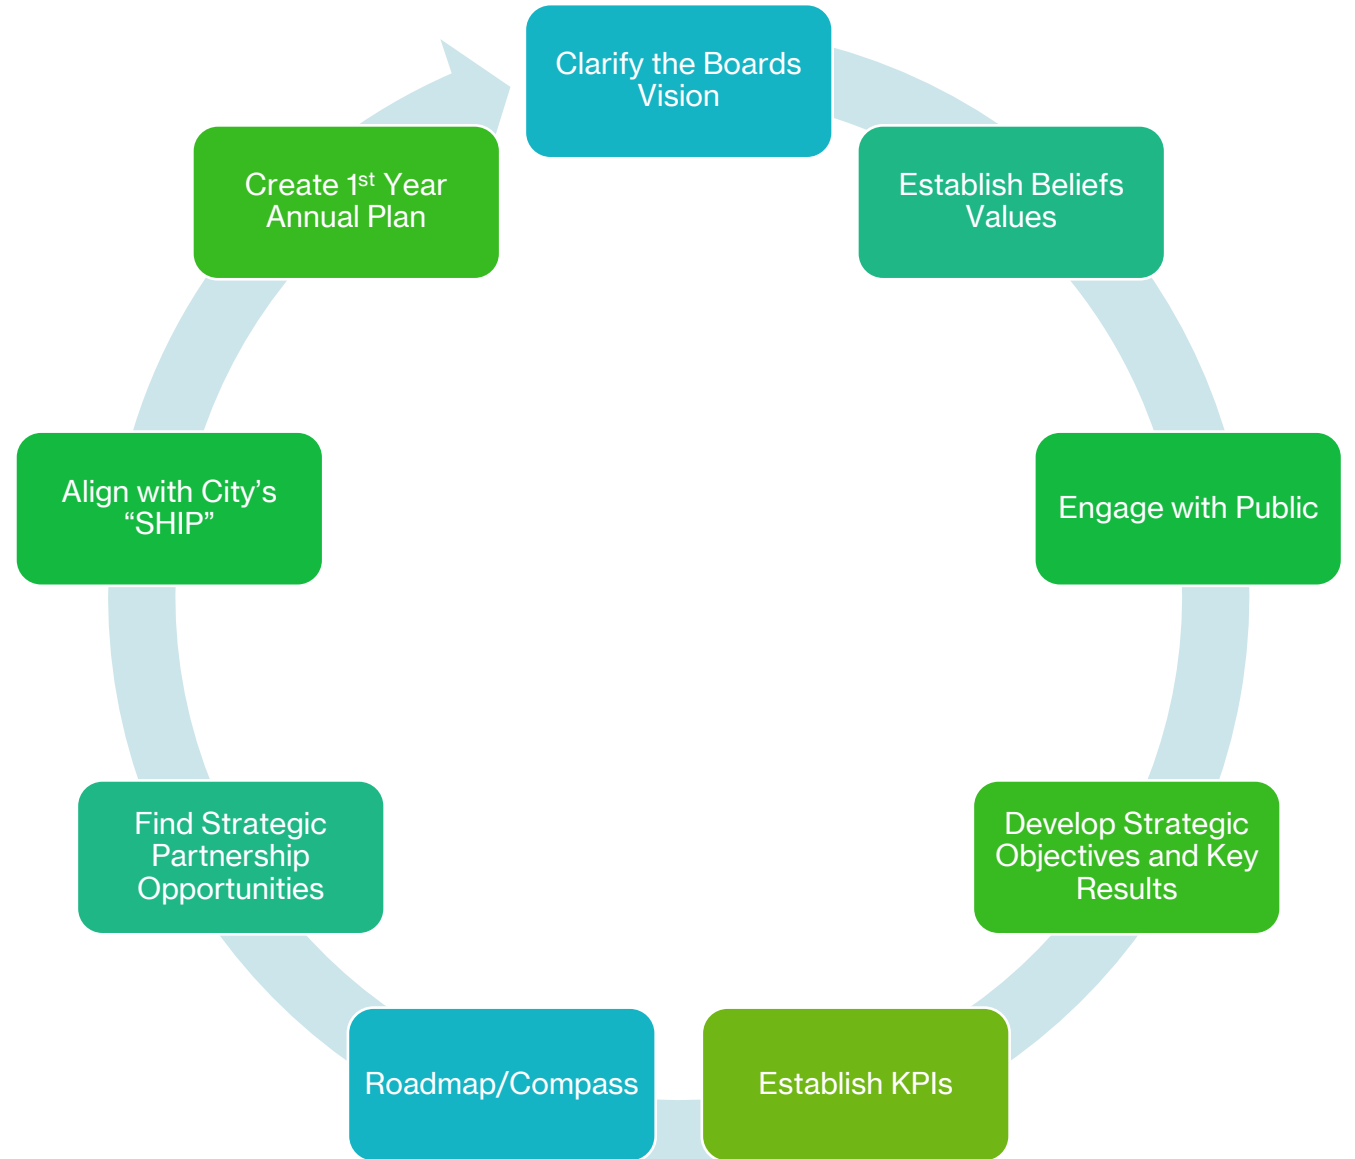 Clarify the Boards
Vision
Establish Beliefs
Values
Engage with Public
Develop Strategic
Objectives and Key
Results
Establish KPIs
Roadmap/Compass
Find Strategic
Partnership
Opportunities
Align with City’s
“SHIP”
Create 1st Year
Annual Plan